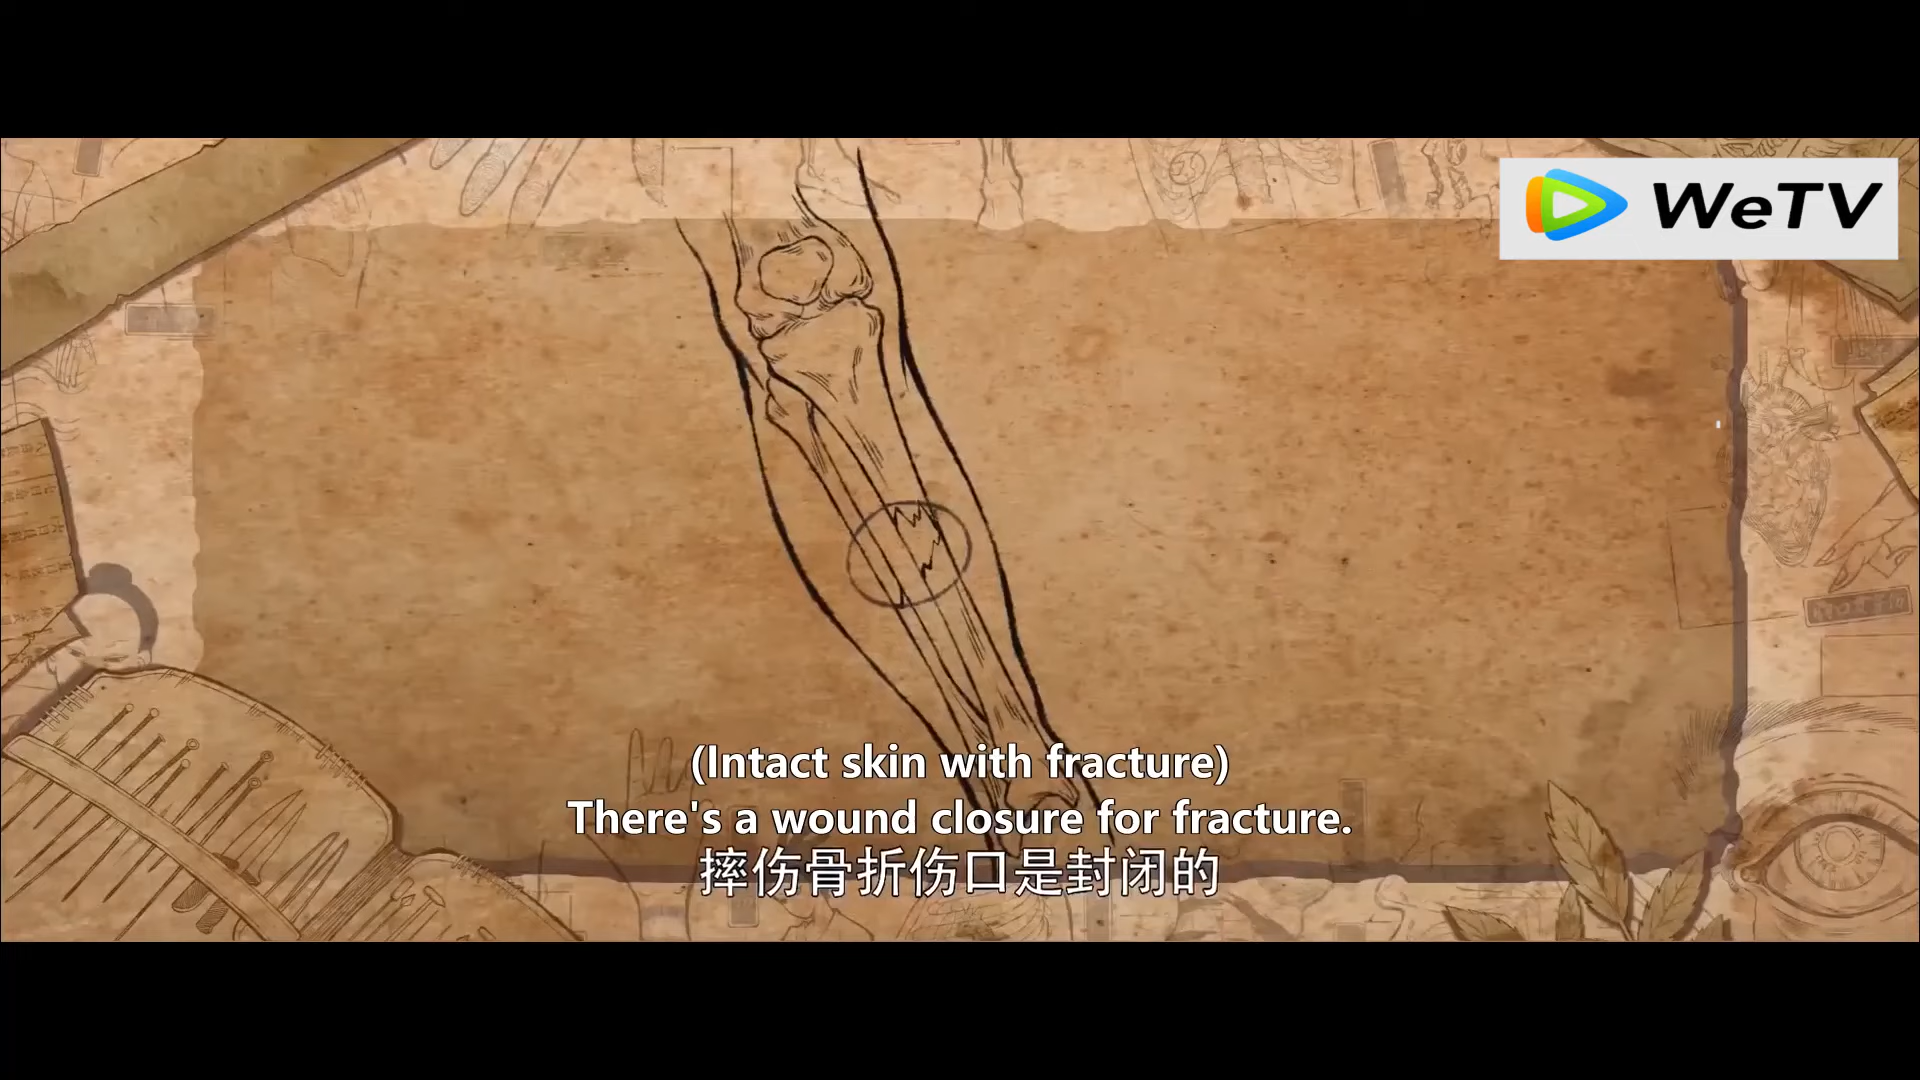 WeTV
(Intact skin with fracture)
There's a wound closure for fracture.
摔伤骨折伤口是封闭的